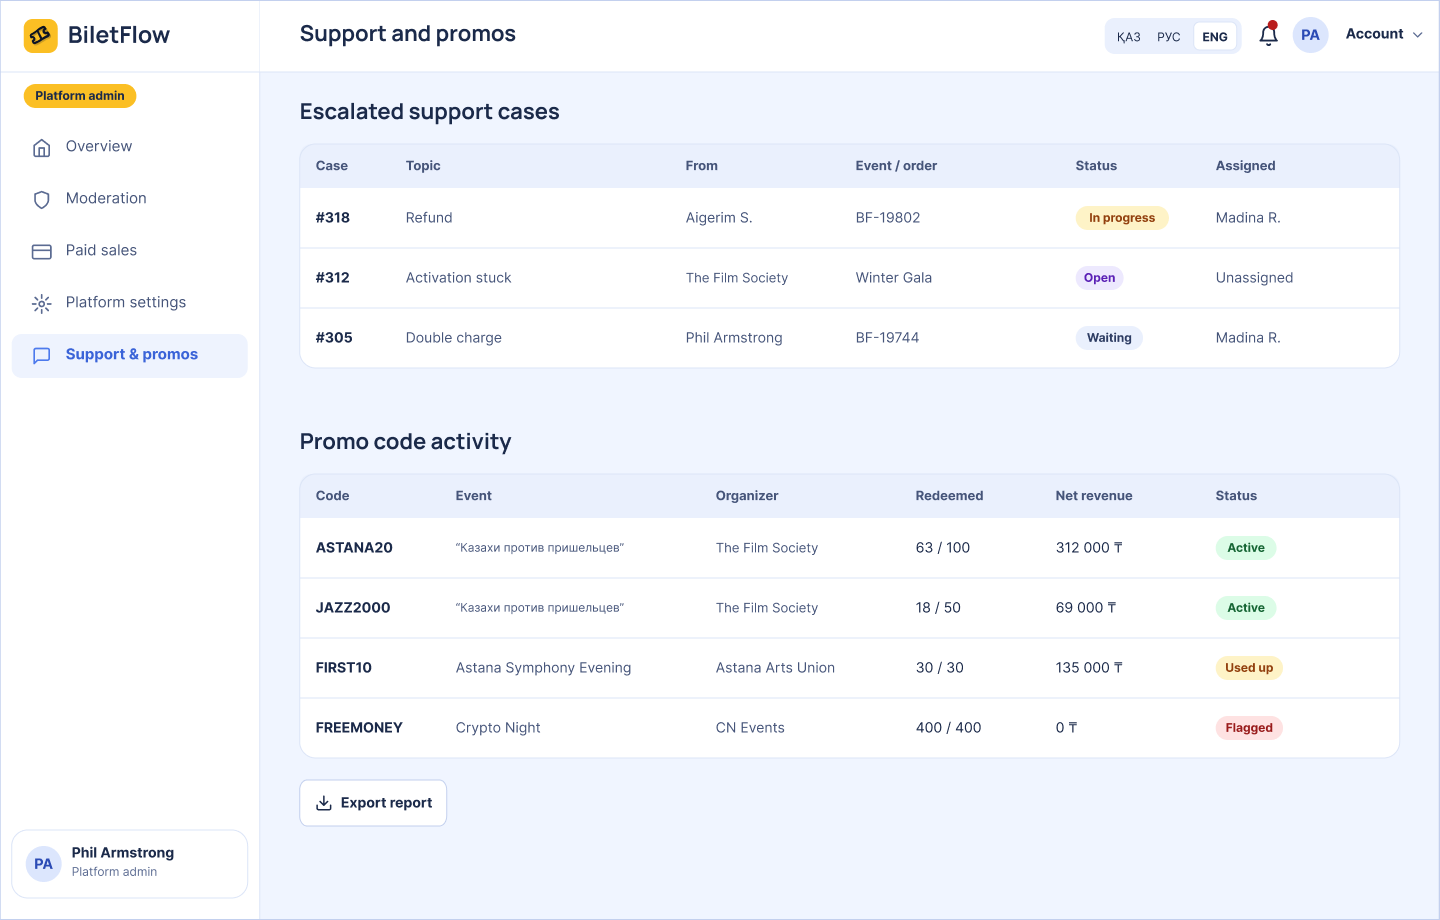 BiletFlow
Support and promos
ҚАЗ РУС ENG
PA
Account
Platform admin
Overview
Moderation
Paid sales
Platform settings
Support & promos
Escalated support cases
Case Topic From Event / order Status Assigned
#318 Refund Aigerim S. BF-19802 In progress Madina R.
#312 Activation stuck The Film Society Winter Gala Open Unassigned
#305 Double charge Phil Armstrong BF-19744 Waiting Madina R.
Promo code activity
Code Event Organizer Redeemed Net revenue Status
ASTANA20 “Казахи против пришельцев” The Film Society 63 / 100 312 000 ₸ Active
JAZZ2000 “Казахи против пришельцев” The Film Society 18 / 50 69 000 ₸ Active
FIRST10 Astana Symphony Evening Astana Arts Union 30 / 30 135 000 ₸ Used up
FREEMONEY Crypto Night CN Events 400 / 400 0 ₸ Flagged
Export report
PA
Phil Armstrong
Platform admin